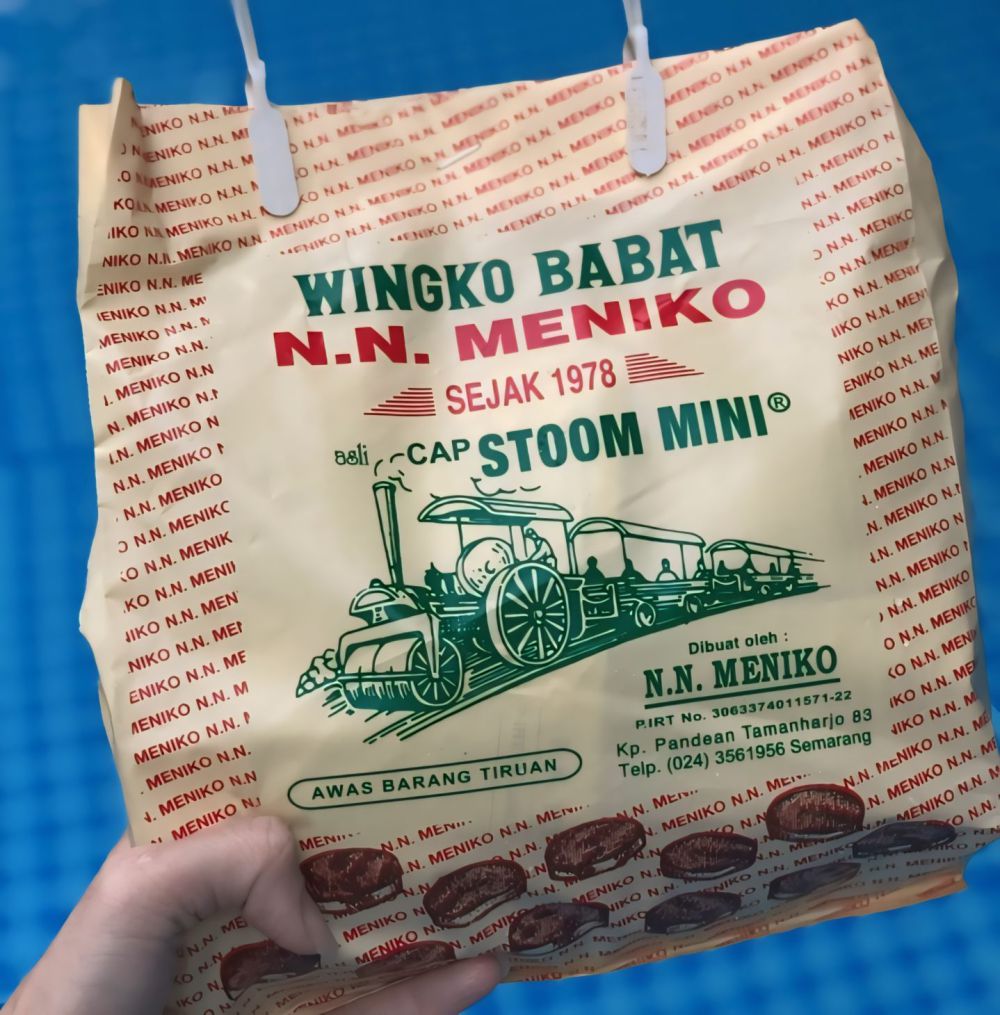 WINGKO BABAT
N.N. MENIKO
SEJAK 1978
asli CAP STOOM MINI®
Dibuat oleh :
N.N. MENIKO
P.IRT No. 3063374011571-22
Kp. Pandean Tamanharjo 83
Telp. (024) 3561956 Semarang
AWAS BARANG TIRUAN